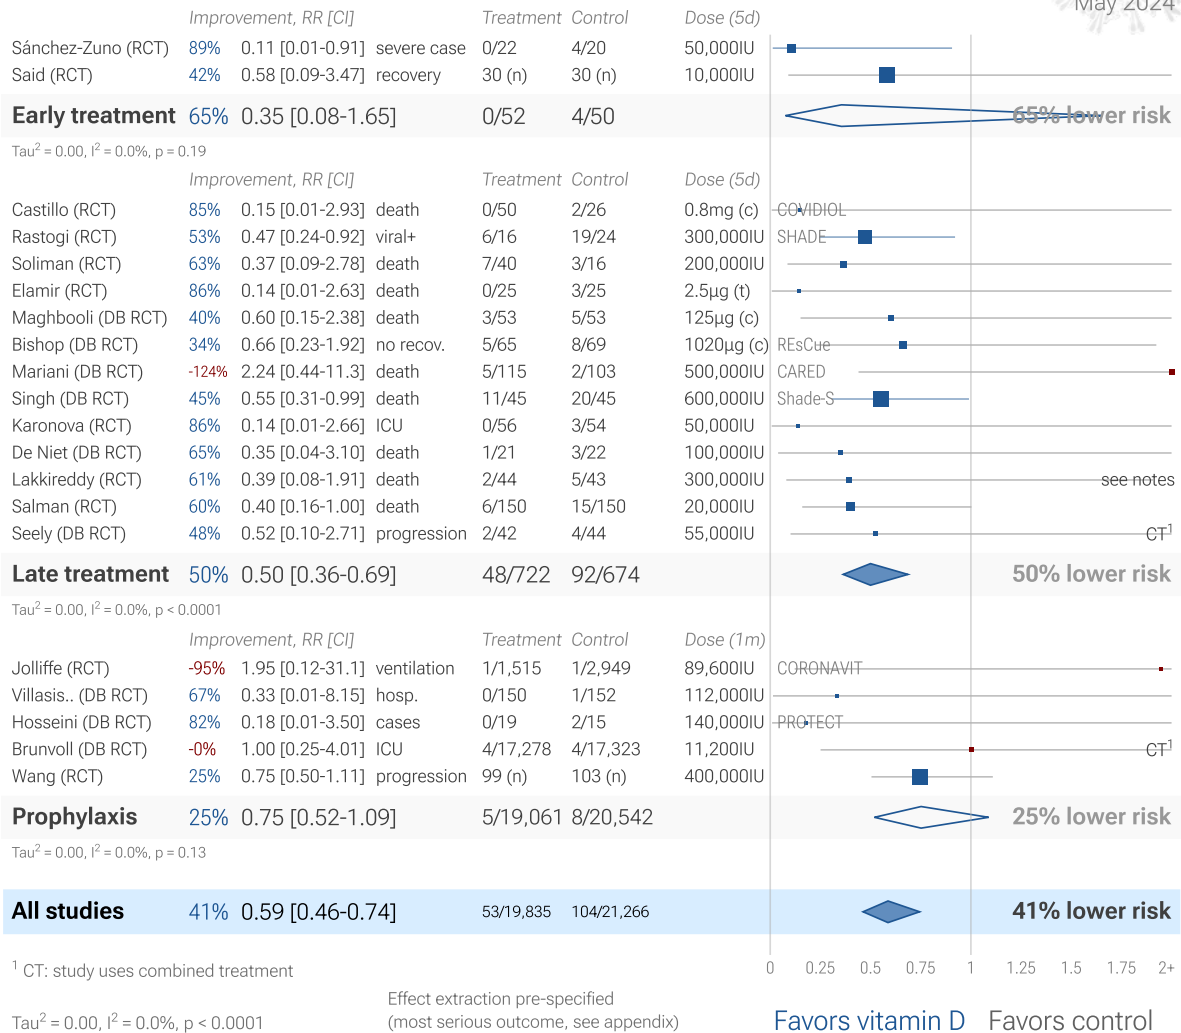 May 2024
Improvement, RR [CI] Treatment Control Dose (5d)
Sánchez-Zuno (RCT) 89% 0.11 [0.01-0.91] severe case 0/22 4/20 50,000IU
Said (RCT) 42% 0.58 [0.09-3.47] recovery 30 (n) 30 (n) 10,000IU
Early treatment 65% 0.35 [0.08-1.65] 0/52 4/50 65% lower risk
Tau² = 0.00, I² = 0.0%, p = 0.19
Improvement, RR [CI] Treatment Control Dose (5d)
Castillo (RCT) 85% 0.15 [0.01-2.93] death 0/50 2/26 0.8mg (c) COVIDIOL
Rastogi (RCT) 53% 0.47 [0.24-0.92] viral+ 6/16 19/24 300,000IU SHADE
Soliman (RCT) 63% 0.37 [0.09-2.78] death 7/40 3/16 200,000IU
Elamir (RCT) 86% 0.14 [0.01-2.63] death 0/25 3/25 2.5µg (t)
Maghbooli (DB RCT) 40% 0.60 [0.15-2.38] death 3/53 5/53 125µg (c)
Bishop (DB RCT) 34% 0.66 [0.23-1.92] no recov. 5/65 8/69 1020µg (c) REsCue
Mariani (DB RCT) -124% 2.24 [0.44-11.3] death 5/115 2/103 500,000IU CARED
Singh (DB RCT) 45% 0.55 [0.31-0.99] death 11/45 20/45 600,000IU Shade-S
Karonova (RCT) 86% 0.14 [0.01-2.66] ICU 0/56 3/54 50,000IU
De Niet (DB RCT) 65% 0.35 [0.04-3.10] death 1/21 3/22 100,000IU
Lakkireddy (RCT) 61% 0.39 [0.08-1.91] death 2/44 5/43 300,000IU see notes
Salman (RCT) 60% 0.40 [0.16-1.00] death 6/150 15/150 20,000IU
Seely (DB RCT) 48% 0.52 [0.10-2.71] progression 2/42 4/44 55,000IU CT¹
Late treatment 50% 0.50 [0.36-0.69] 48/722 92/674 50% lower risk
Tau² = 0.00, I² = 0.0%, p < 0.0001
Improvement, RR [CI] Treatment Control Dose (1m)
Jolliffe (RCT) -95% 1.95 [0.12-31.1] ventilation 1/1,515 1/2,949 89,600IU CORONAVIT
Villasis.. (DB RCT) 67% 0.33 [0.01-8.15] hosp. 0/150 1/152 112,000IU
Hosseini (DB RCT) 82% 0.18 [0.01-3.50] cases 0/19 2/15 140,000IU PROTECT
Brunvoll (DB RCT) -0% 1.00 [0.25-4.01] ICU 4/17,278 4/17,323 11,200IU CT¹
Wang (RCT) 25% 0.75 [0.50-1.11] progression 99 (n) 103 (n) 400,000IU
Prophylaxis 25% 0.75 [0.52-1.09] 5/19,061 8/20,542 25% lower risk
Tau² = 0.00, I² = 0.0%, p = 0.13
All studies 41% 0.59 [0.46-0.74] 53/19,835 104/21,266 41% lower risk
0 0.25 0.5 0.75 1 1.25 1.5 1.75 2+
¹ CT: study uses combined treatment
Effect extraction pre-specified
Tau² = 0.00, I² = 0.0%, p < 0.0001 (most serious outcome, see appendix) Favors vitamin D Favors control